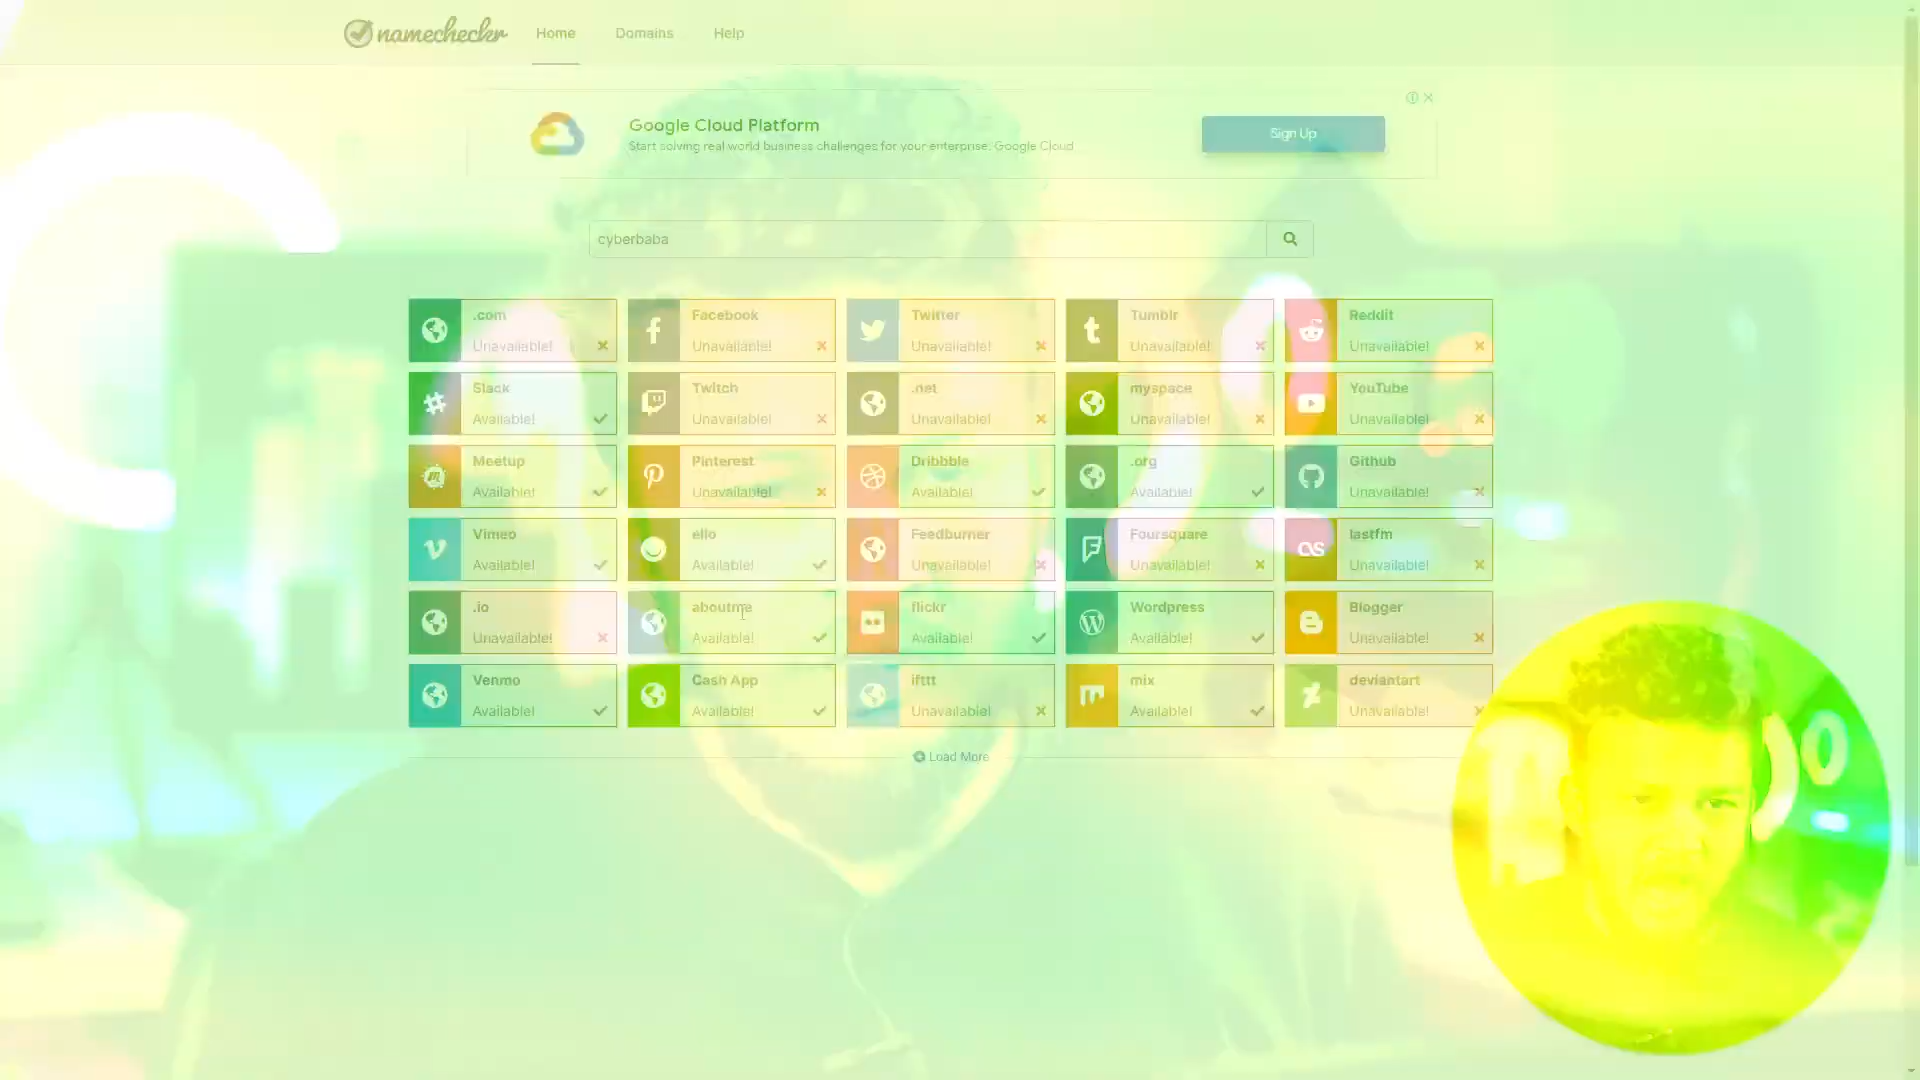 namecheckr Home Domains Help
Google Cloud Platform
Start solving real world business challenges for your enterprise. Google Cloud
Sign Up
cyberbaba
.com Facebook Twitter Tumblr Reddit
Unavailable! Unavailable! Unavailable! Unavailable! Unavailable!
Slack Twitch .net myspace YouTube
Available! Unavailable! Unavailable! Unavailable! Unavailable!
Meetup Pinterest Dribbble .org Github
Available! Unavailable! Available! Available! Unavailable!
Vimeo ello Feedburner Foursquare lastfm
Available! Available! Unavailable! Unavailable! Unavailable!
.io aboutme flickr Wordpress Blogger
Unavailable! Available! Available! Available! Unavailable!
Venmo Cash App ifttt mix deviantart
Available! Available! Unavailable! Available! Unavailable!
Load More